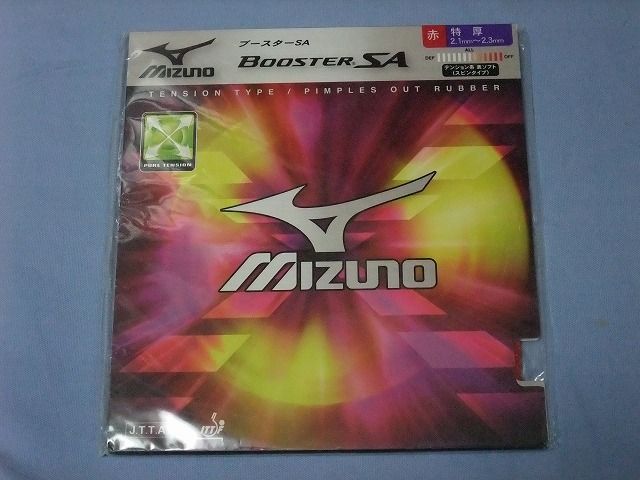 MIZUNO
ブースターSA
BOOSTER SA
赤
特厚
2.1mm～2.3mm
ALL
DEF
OFF
テンション系 表ソフト
(スピンタイプ)
TENSION TYPE / PIMPLES OUT RUBBER
PURE TENSION
MIZUNO
J.T.T.A
ITTF